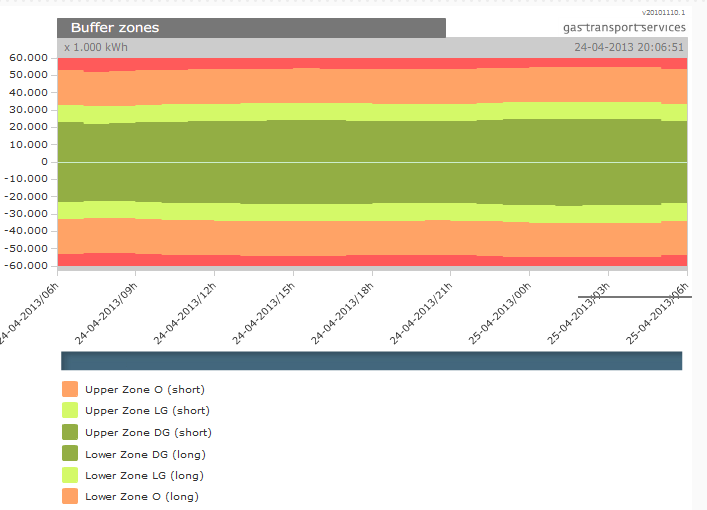 v20101110.1
Buffer zones
gas transport services
x 1.000 kWh
24-04-2013 20:06:51
60.000
50.000
40.000
30.000
20.000
10.000
0
-10.000
-20.000
-30.000
-40.000
-50.000
-60.000
24-04-2013/06h
24-04-2013/09h
24-04-2013/12h
24-04-2013/15h
24-04-2013/18h
24-04-2013/21h
25-04-2013/00h
25-04-2013/03h
25-04-2013/06h
Upper Zone O (short)
Upper Zone LG (short)
Upper Zone DG (short)
Lower Zone DG (long)
Lower Zone LG (long)
Lower Zone O (long)